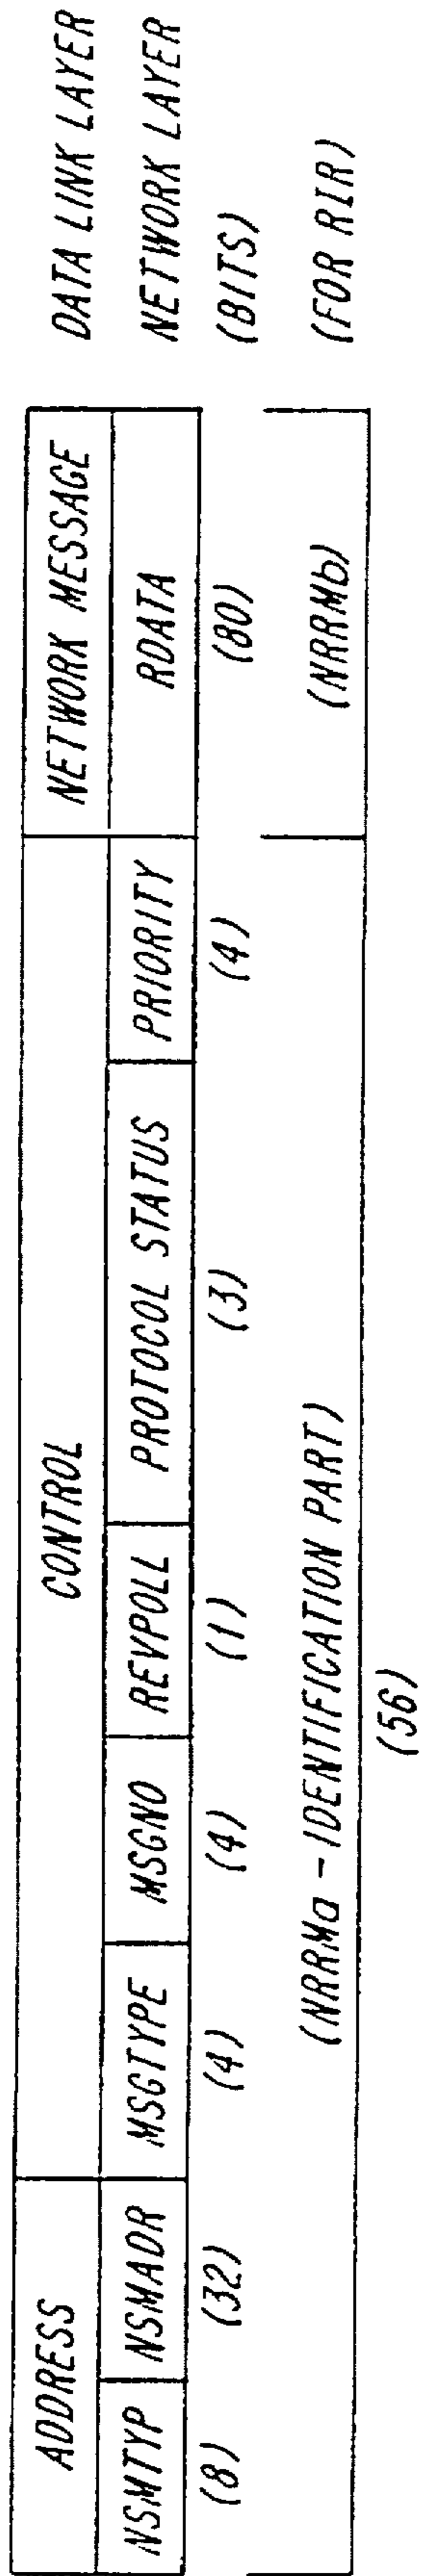 ADDRESS CONTROL NETWORK MESSAGE DATA LINK LAYER
NSMTYP NSMADR MSGTYPE MSGNO REVPOLL PROTOCOL STATUS PRIORITY RDATA NETWORK LAYER
(8) (32) (4) (4) (1) (3) (4) (80) (BITS)
(NRRMa - IDENTIFICATION PART) (NRRMb) (FOR RIR)
(56)